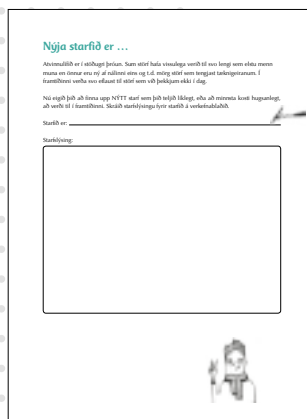 Nýja starfið er …
Atvinnulífið er í stöðugri þróun. Sum störf hafa vissulega verið til svo lengi sem elstu menn
muna en önnur eru ný af nálinni eins og t.d. mörg störf sem tengjast tæknigeiranum. Í
framtíðinni verða svo eflaust til störf sem við þekkjum ekki í dag.
Nú eigið þið að finna upp NÝTT starf sem þið teljið líklegt, eða að minnsta kosti hugsanlegt,
að verði til í framtíðinni. Skráið starfslýsingu fyrir starfið á verkefnablaðið.
Starfið er:
Starfslýsing: